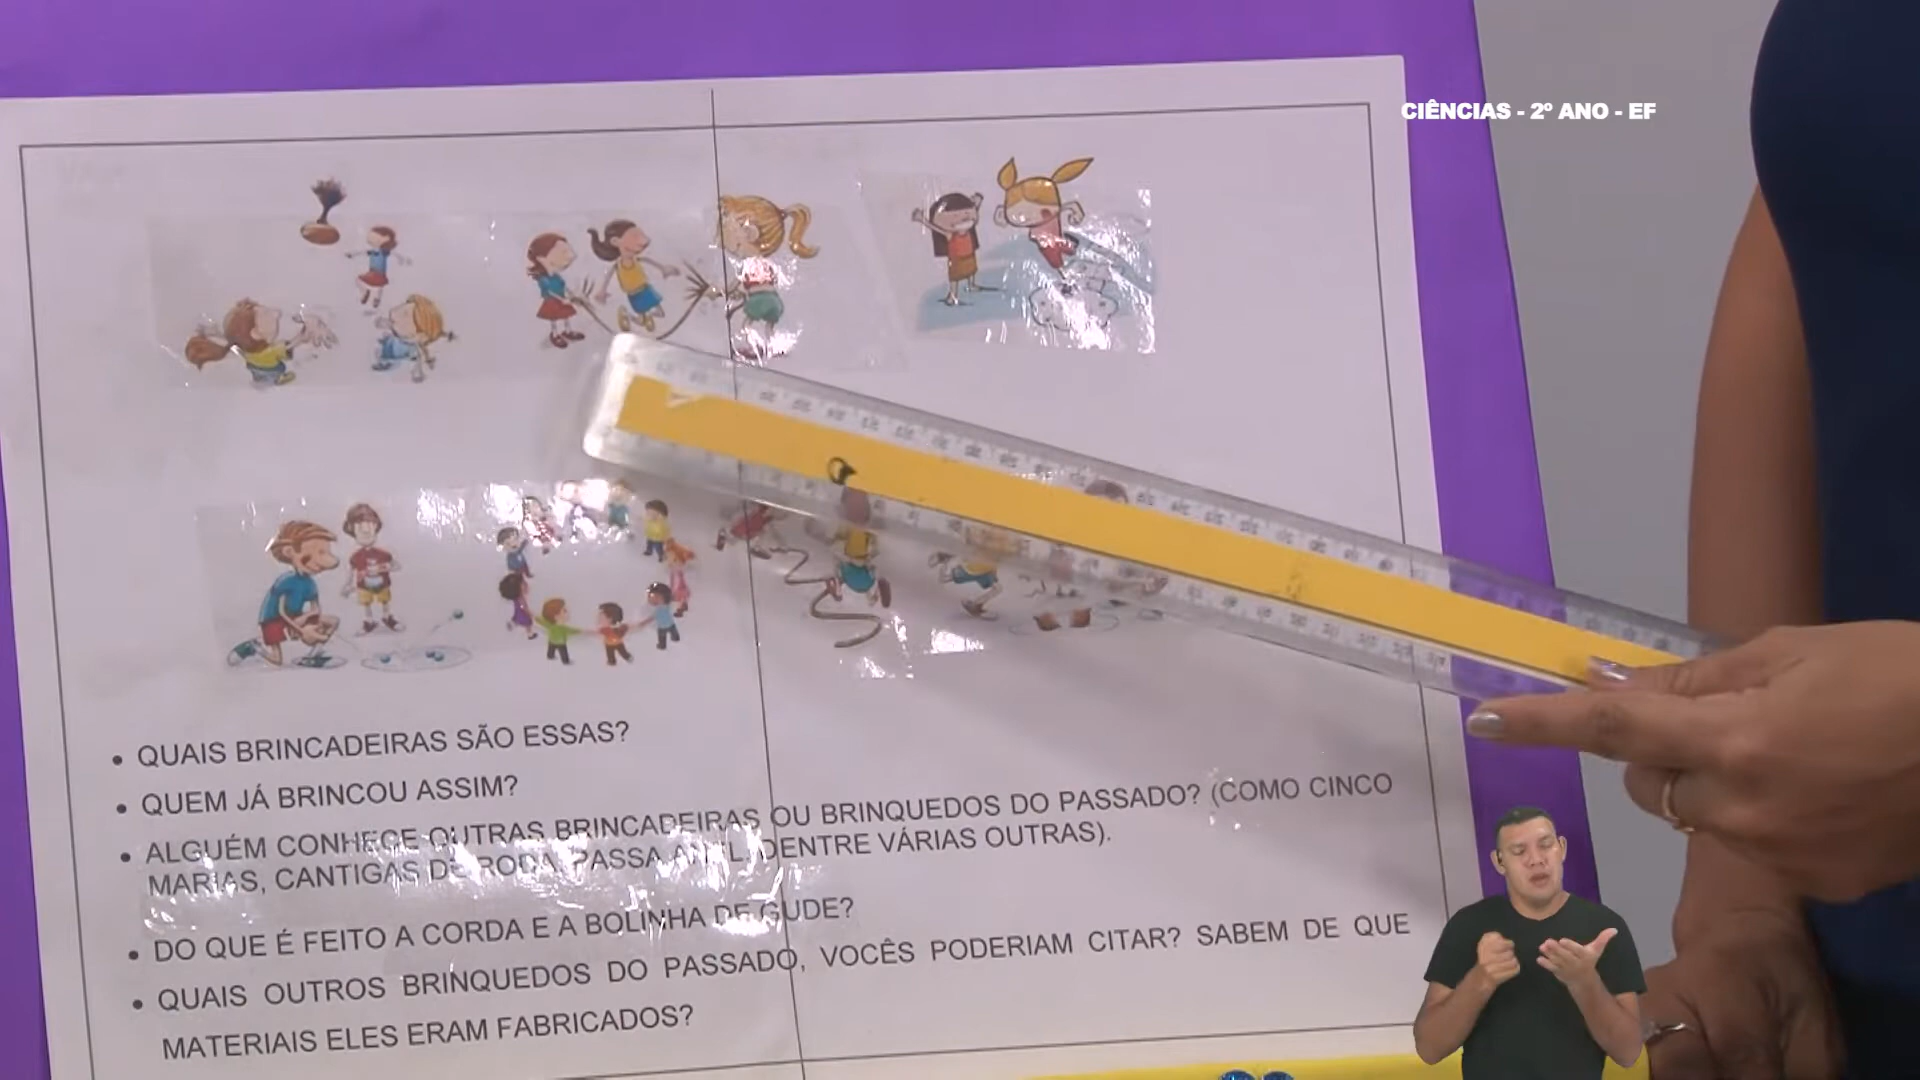 CIÊNCIAS - 2º ANO - EF
• QUAIS BRINCADEIRAS SÃO ESSAS?
• QUEM JÁ BRINCOU ASSIM?
• ALGUÉM CONHECE OUTRAS BRINCADEIRAS OU BRINQUEDOS DO PASSADO? (COMO CINCO
MARIAS, CANTIGAS DE RODA, PASSA ANEL, DENTRE VÁRIAS OUTRAS).
• DO QUE É FEITO A CORDA E A BOLINHA DE GUDE?
• QUAIS OUTROS BRINQUEDOS DO PASSADO, VOCÊS PODERIAM CITAR? SABEM DE QUE
MATERIAIS ELES ERAM FABRICADOS?